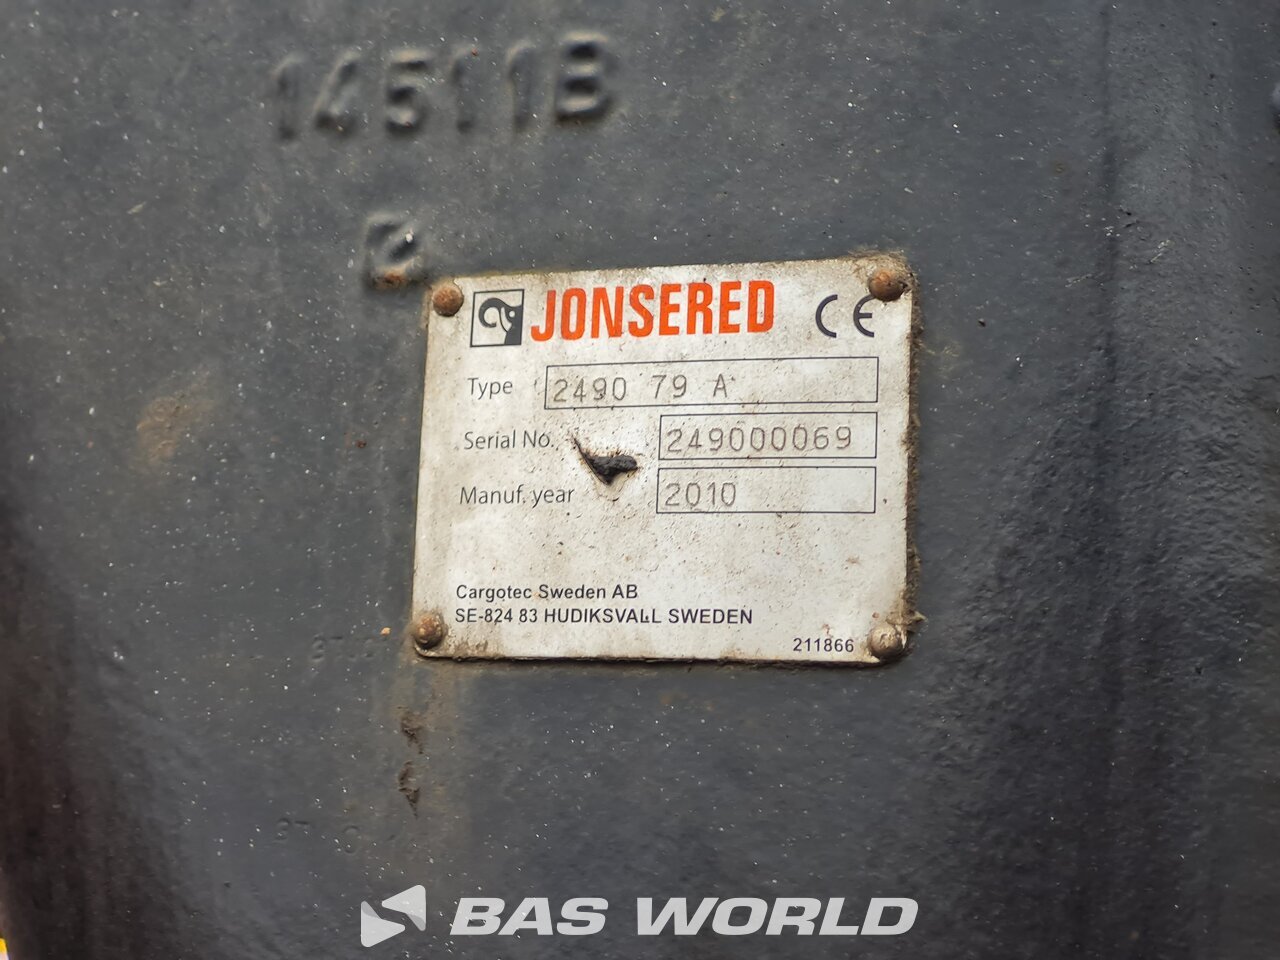 14511B
2
JONSERED CE
Type 2490 79 A
Serial No. 249000069
Manuf. year 2010
Cargotec Sweden AB
SE-824 83 HUDIKSVALL SWEDEN
211866
BAS WORLD